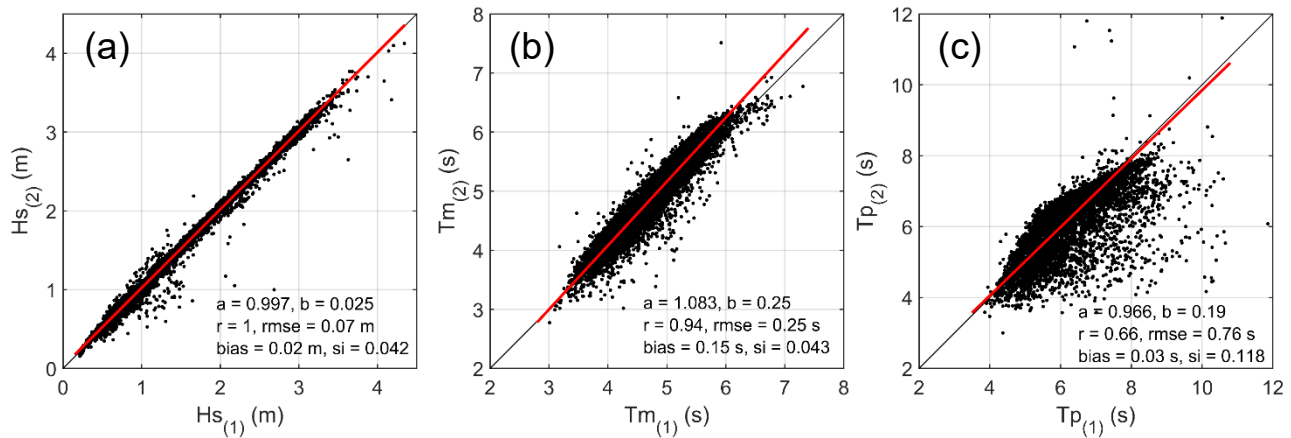 (a)
4
3
2
1
0
0
1
2
3
4
Hs(2) (m)
Hs(1) (m)
a = 0.997, b = 0.025
r = 1, rmse = 0.07 m
bias = 0.02 m, si = 0.042
(b)
8
7
6
5
4
3
2
2
3
4
5
6
7
8
Tm(2) (s)
Tm(1) (s)
a = 1.083, b = 0.25
r = 0.94, rmse = 0.25 s
bias = 0.15 s, si = 0.043
(c)
12
10
8
6
4
2
2
4
6
8
10
12
Tp(2) (s)
Tp(1) (s)
a = 0.966, b = 0.19
r = 0.66, rmse = 0.76 s
bias = 0.03 s, si = 0.118